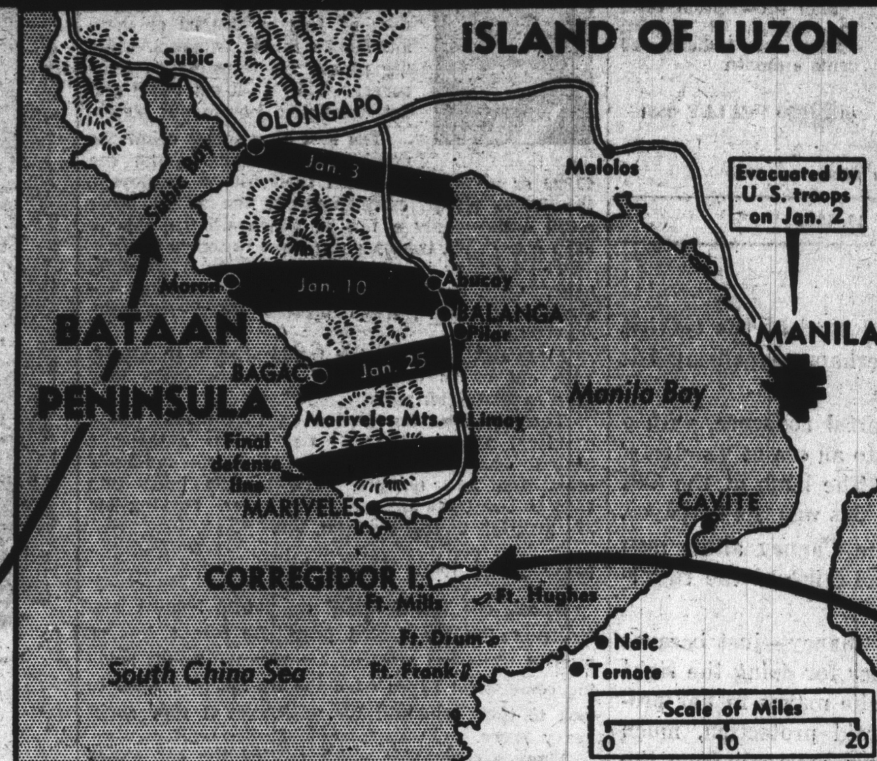 ISLAND OF LUZON
Subic
OLONGAPO
Subic Bay
Jan. 3
Malolos
Evacuated by
U. S. troops
on Jan. 2
Moron
Jan. 10
Abucay
BALANGA
Pilar
BATAAN
PENINSULA
MANILA
BAGAC
Jan. 25
Manila Bay
Mariveles Mts.
Limay
Final
defense
line
MARIVELES
CAVITE
CORREGIDOR I.
Ft. Mills
Ft. Hughes
Ft. Drum
Naic
South China Sea
Ft. Frank
Ternate
Scale of Miles
0 10 20